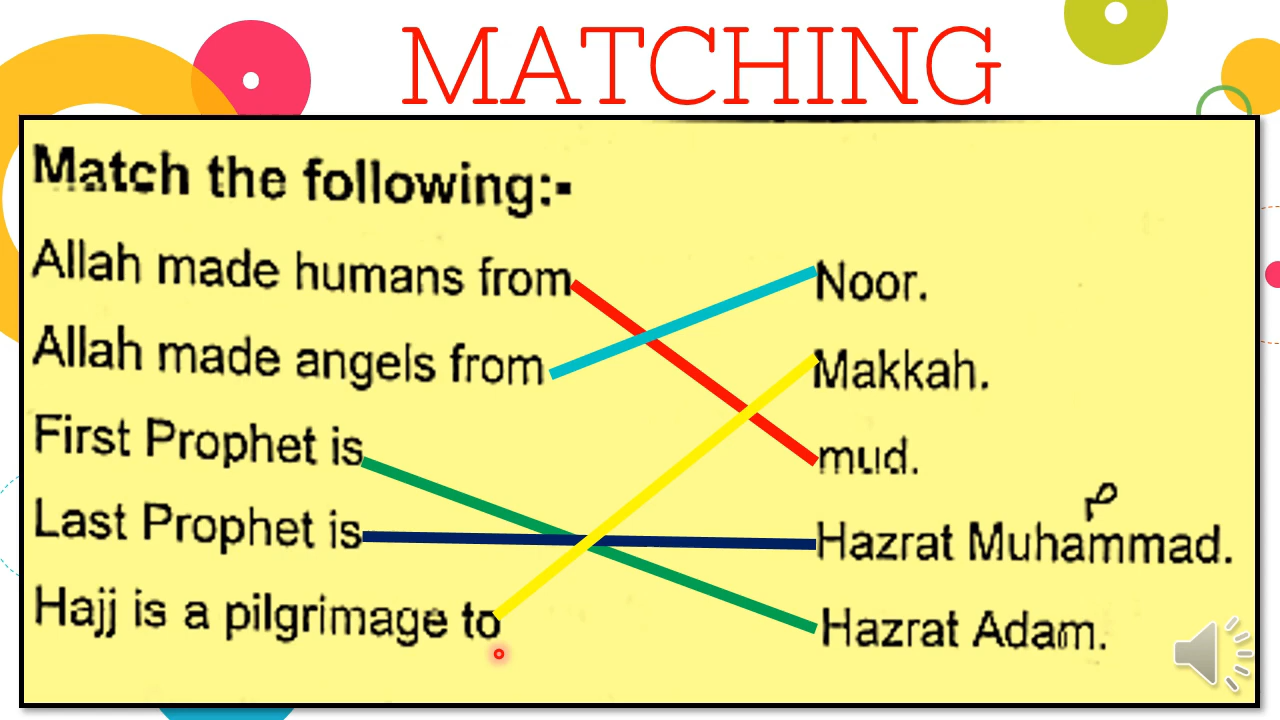 MATCHING
Match the following:-
Allah made humans from Noor.
Allah made angels from Makkah.
First Prophet is mud.
Last Prophet is Hazrat Muhammad.
Hajj is a pilgrimage to Hazrat Adam.